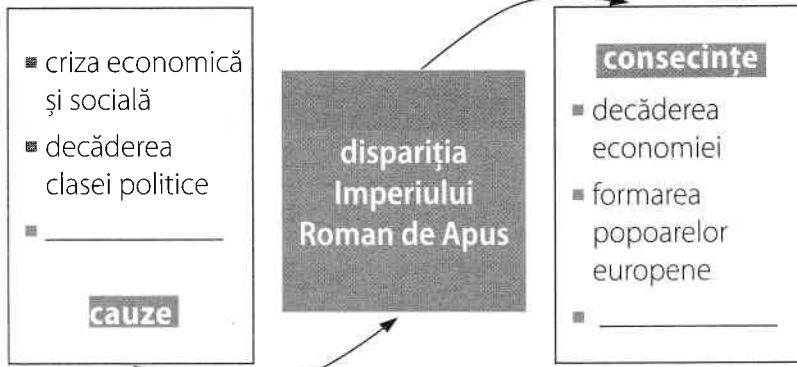 criza economică
și socială
decăderea
clasei politice
cauze
dispariția
Imperiului
Roman de Apus
consecințe
decăderea
economiei
formarea
popoarelor
europene